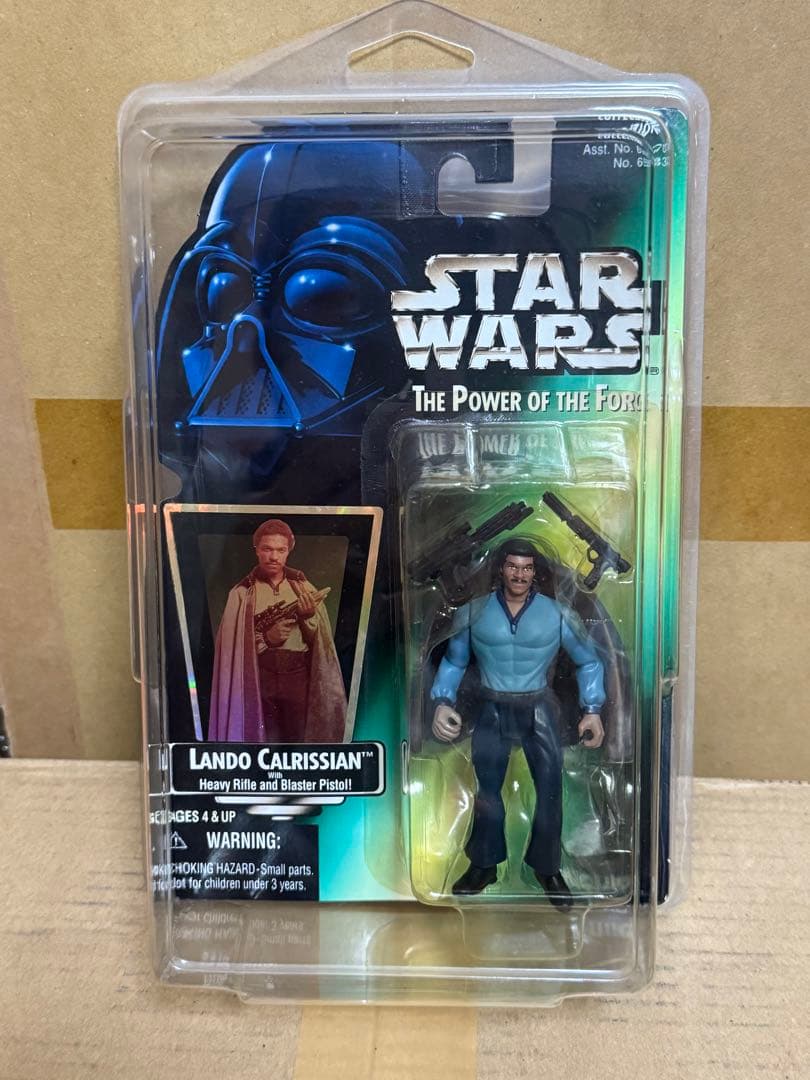 Asst. No.
No.
STAR
WARS
THE POWER OF THE FORC
LANDO CALRISSIAN™
With
Heavy Rifle and Blaster Pistol!
AGES 4 & UP
WARNING:
CHOKING HAZARD-Small parts.
Not for children under 3 years.